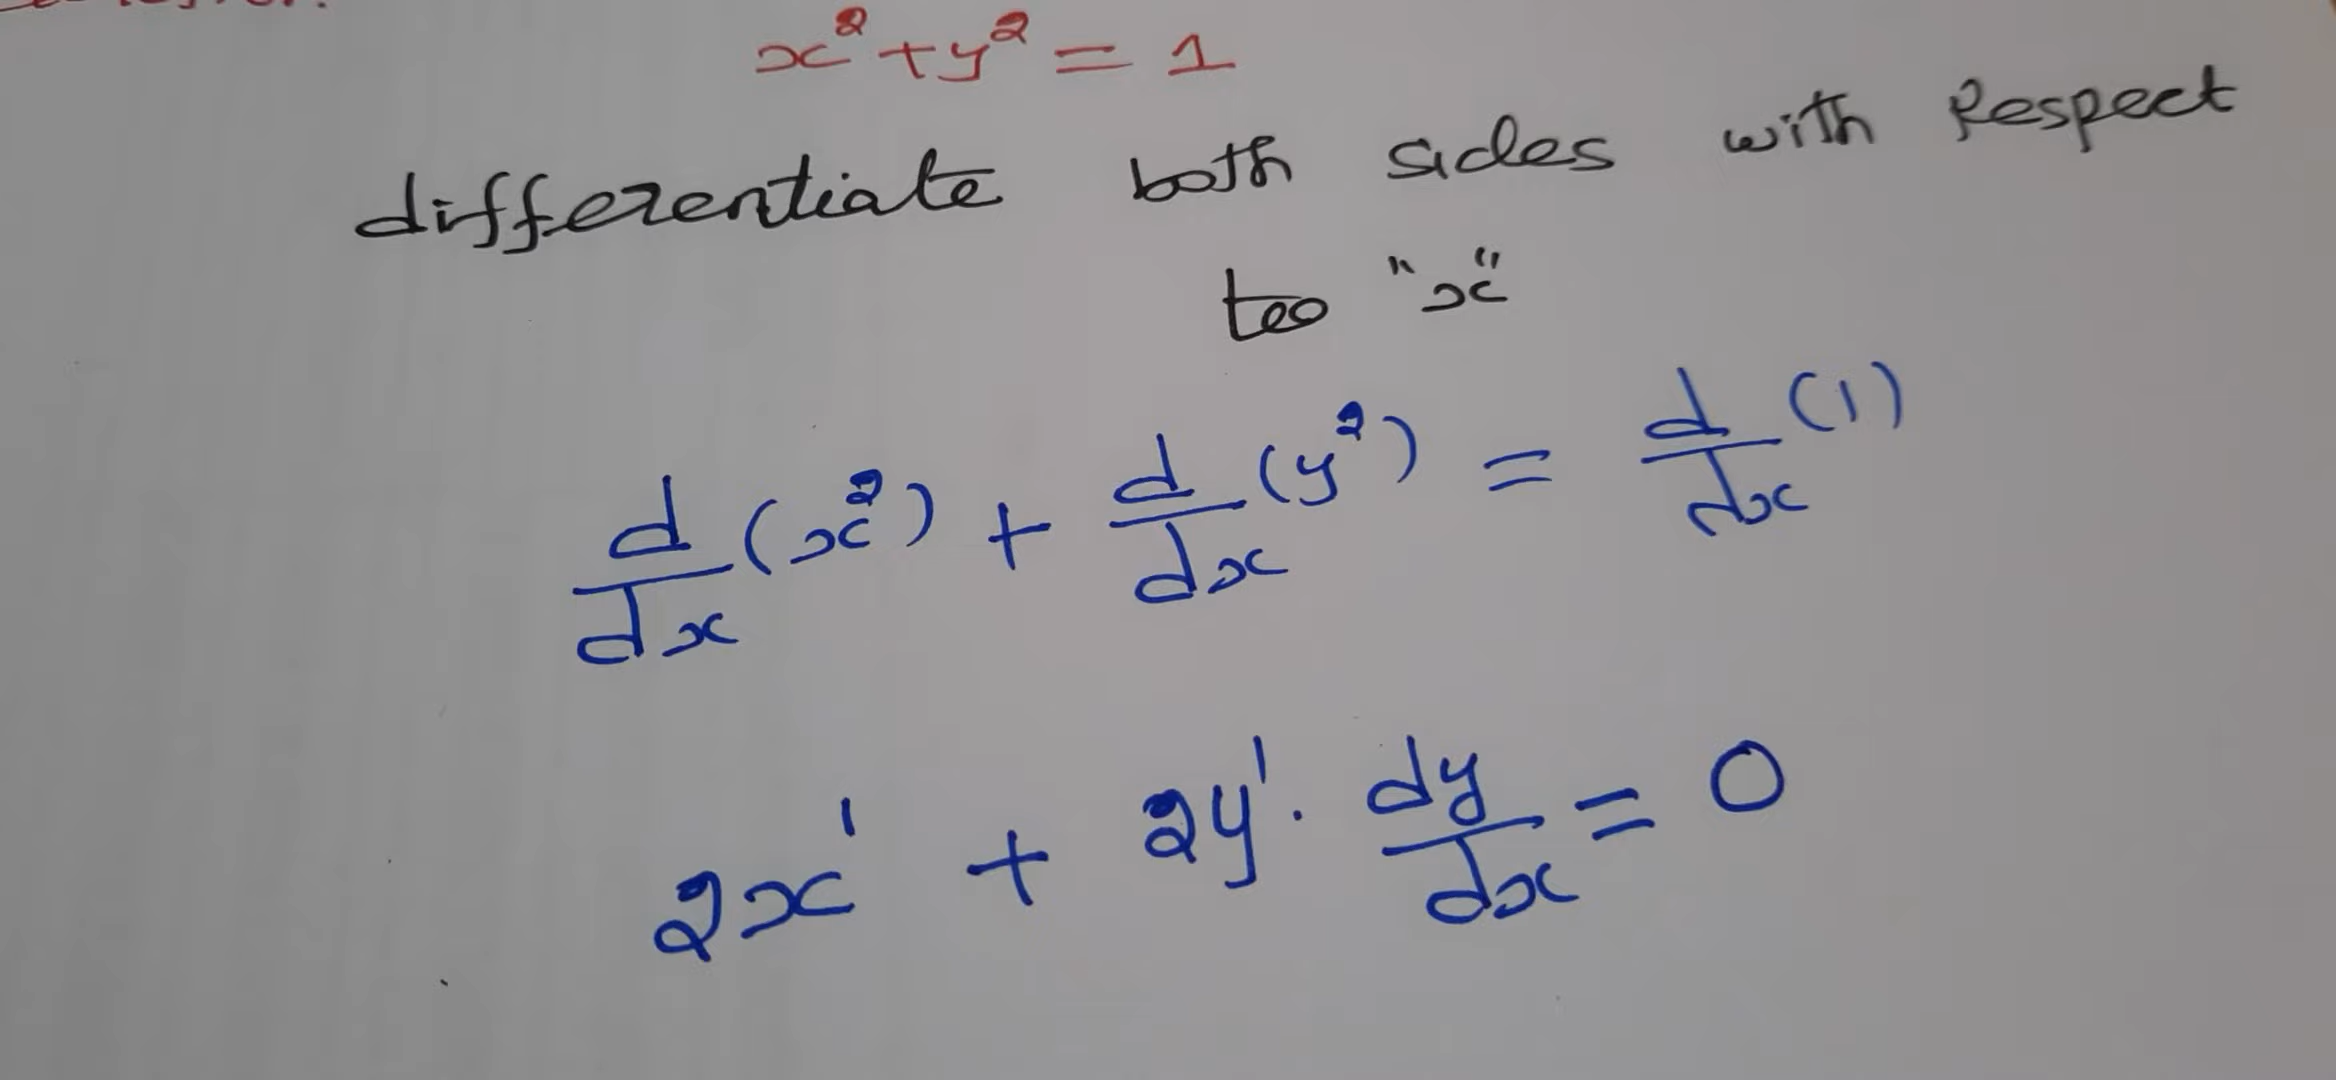 x² + y² = 1
differentiate both sides with Respect
too "x"
d/dx (x²) + d/dx (y²) = d/dx (1)
2x¹ + 2y¹ · dy/dx = 0